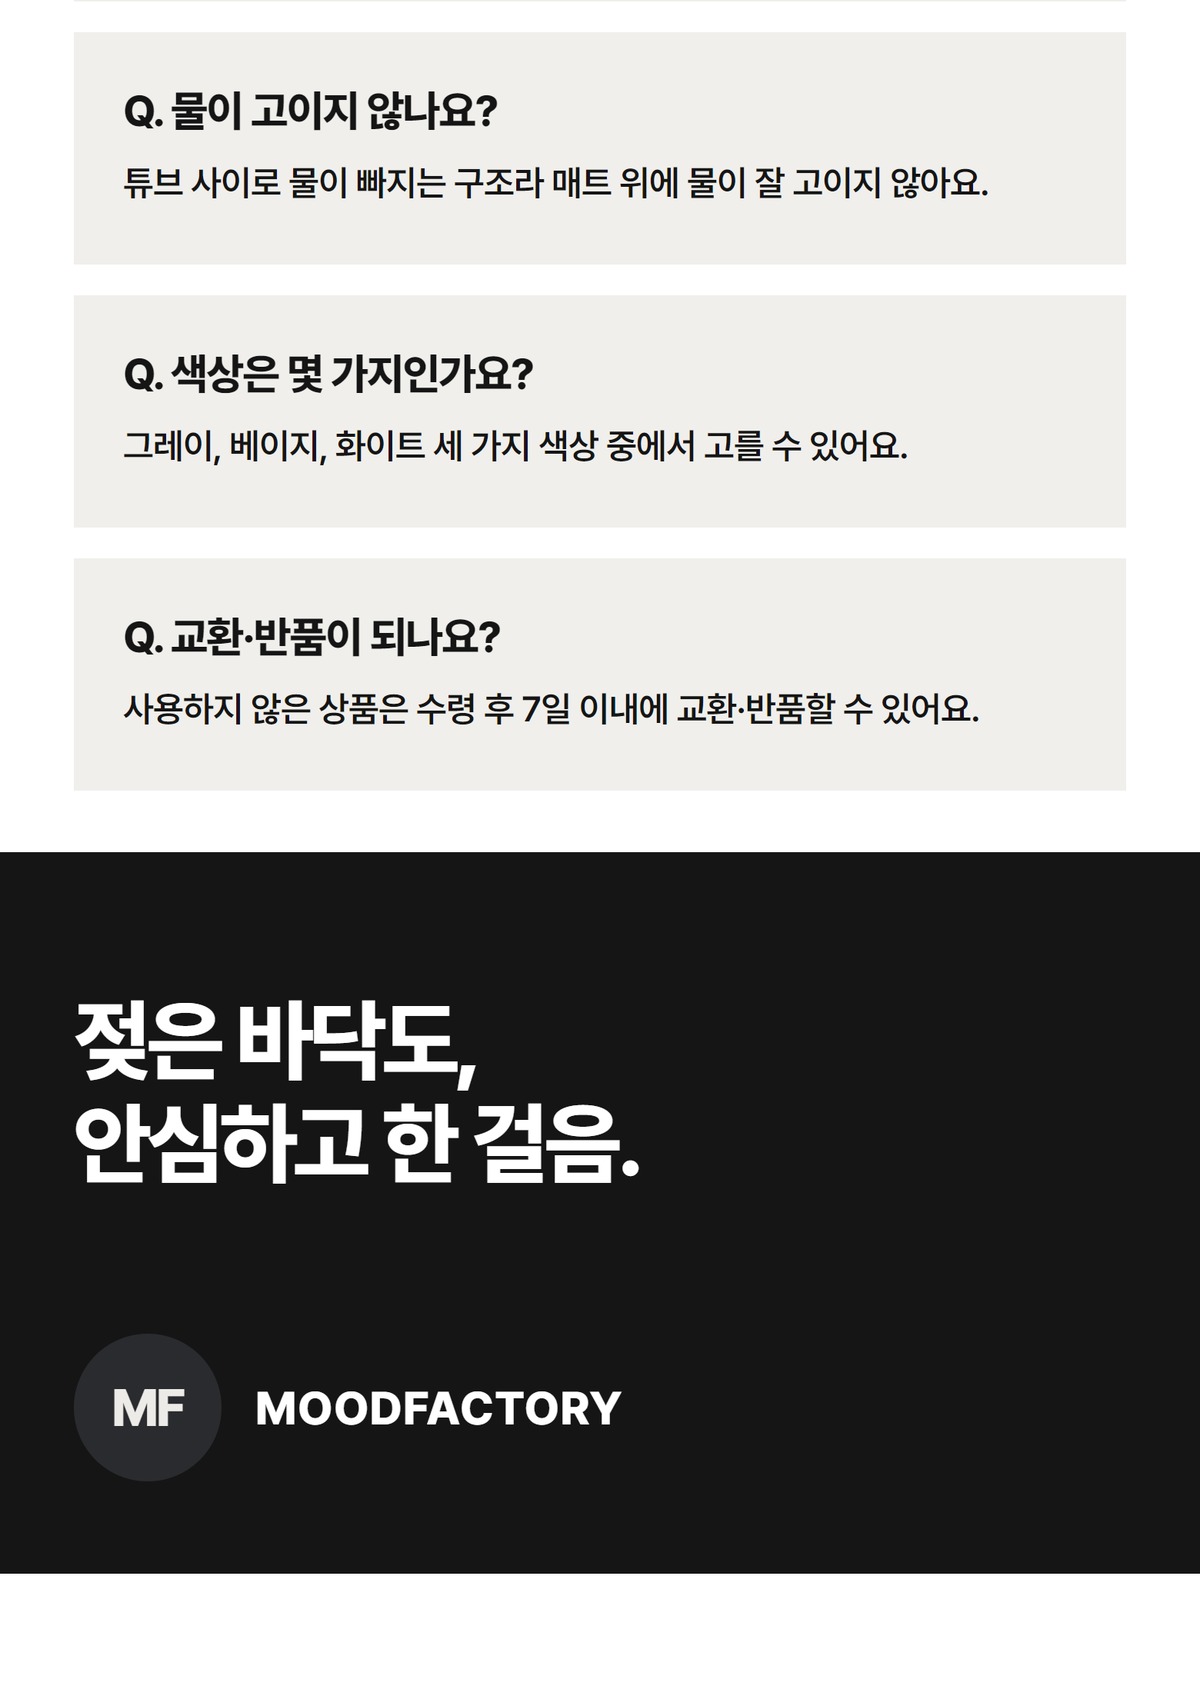 Q. 물이 고이지 않나요?
튜브 사이로 물이 빠지는 구조라 매트 위에 물이 잘 고이지 않아요.
Q. 색상은 몇 가지인가요?
그레이, 베이지, 화이트 세 가지 색상 중에서 고를 수 있어요.
Q. 교환·반품이 되나요?
사용하지 않은 상품은 수령 후 7일 이내에 교환·반품할 수 있어요.
젖은 바닥도,
안심하고 한 걸음.
MF
MOODFACTORY